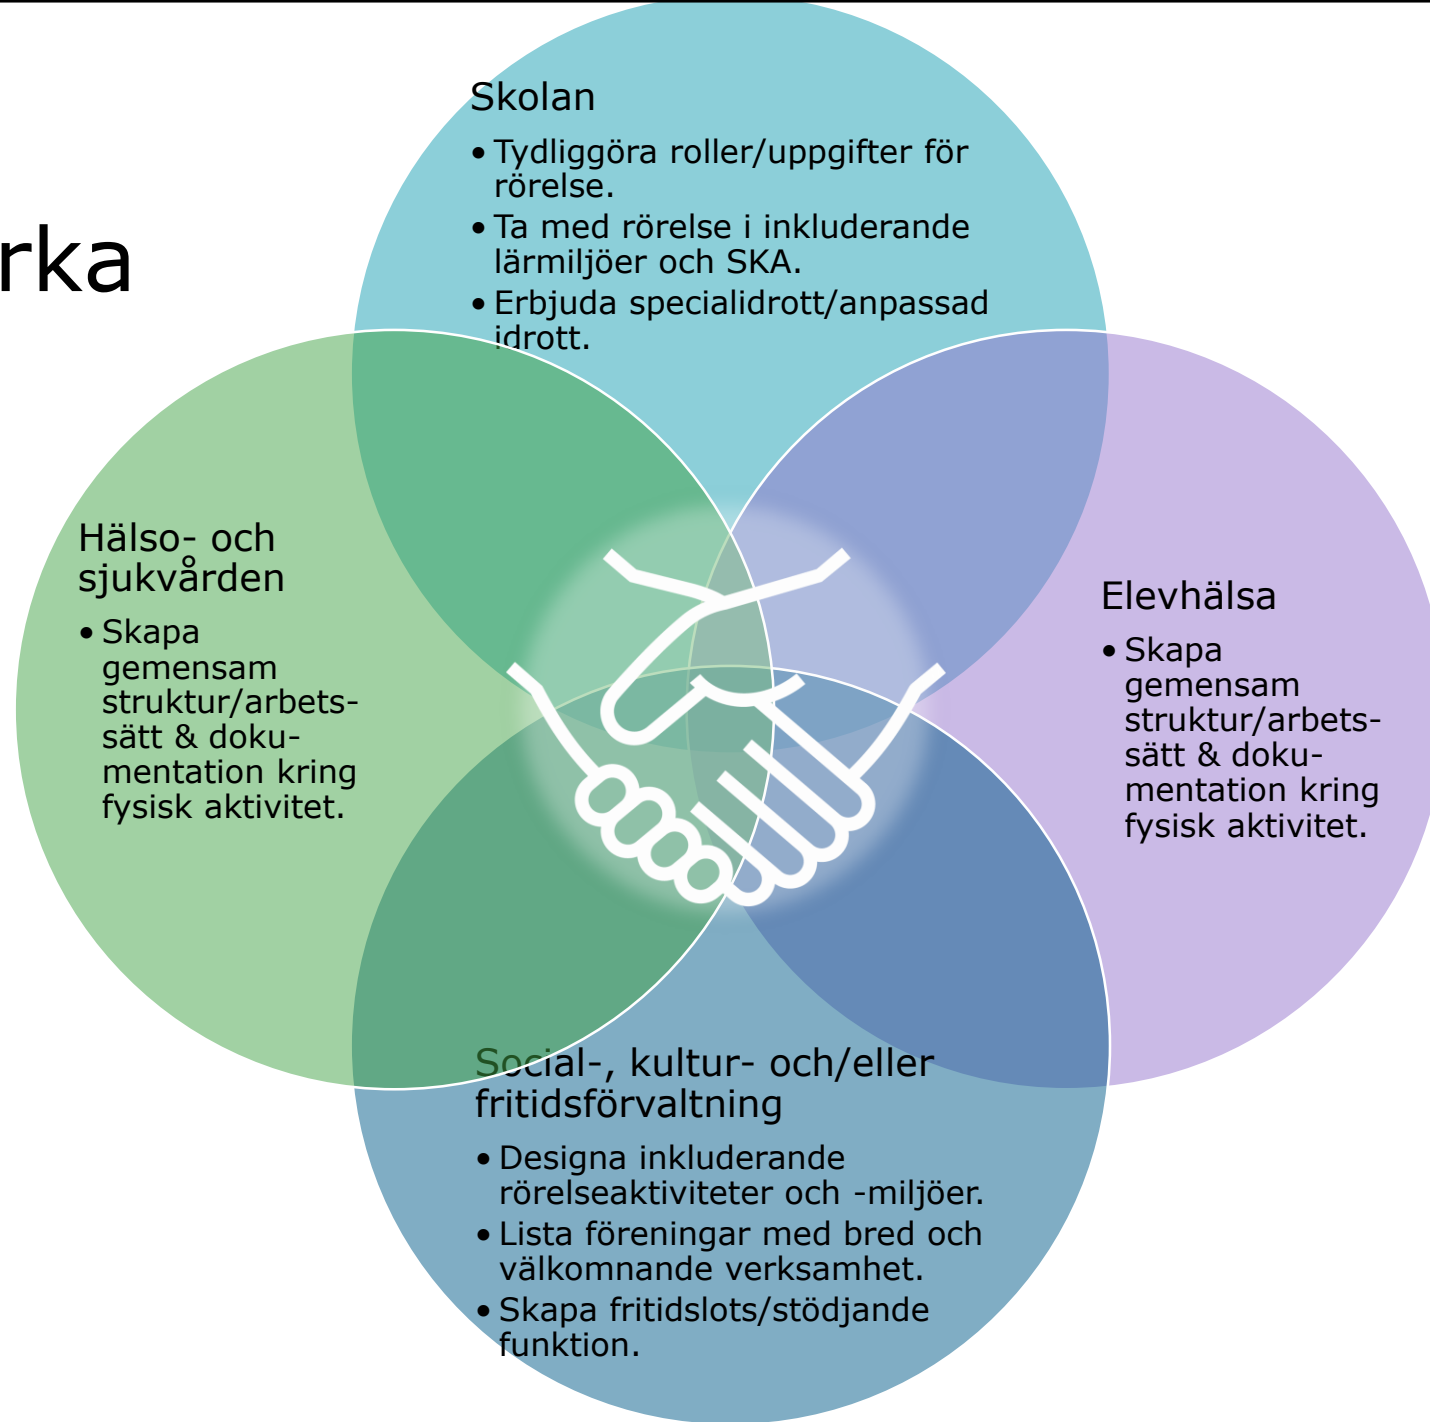 Skolan
• Tydliggöra roller/uppgifter för
rörelse.
• Ta med rörelse i inkluderande
lärmiljöer och SKA.
• Erbjuda specialidrott/anpassad
idrott.
rka
Hälso- och
sjukvården
• Skapa
gemensam
struktur/arbets-
sätt & doku-
mentation kring
fysisk aktivitet.
Elevhälsa
• Skapa
gemensam
struktur/arbets-
sätt & doku-
mentation kring
fysisk aktivitet.
Social-, kultur- och/eller
fritidsförvaltning
• Designa inkluderande
rörelseaktiviteter och -miljöer.
• Lista föreningar med bred och
välkomnande verksamhet.
• Skapa fritidslots/stödjande
funktion.